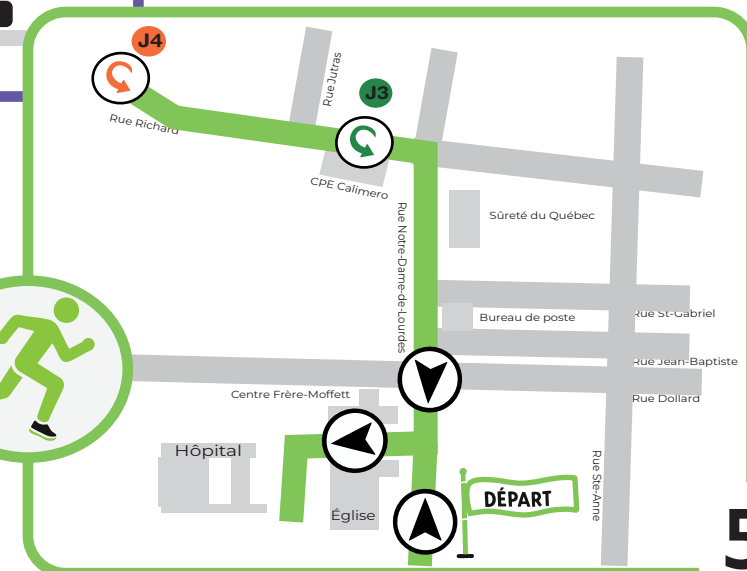 J4
Rue Jutras
J3
Rue Richard
CPE Calimero
Rue Notre-Dame-de-Lourdes
Sûreté du Québec
Rue St-Gabriel
Bureau de poste
Rue Jean-Baptiste
Centre Frère-Moffett
Rue Dollard
Hôpital
Rue Ste-Anne
DÉPART
Église
5